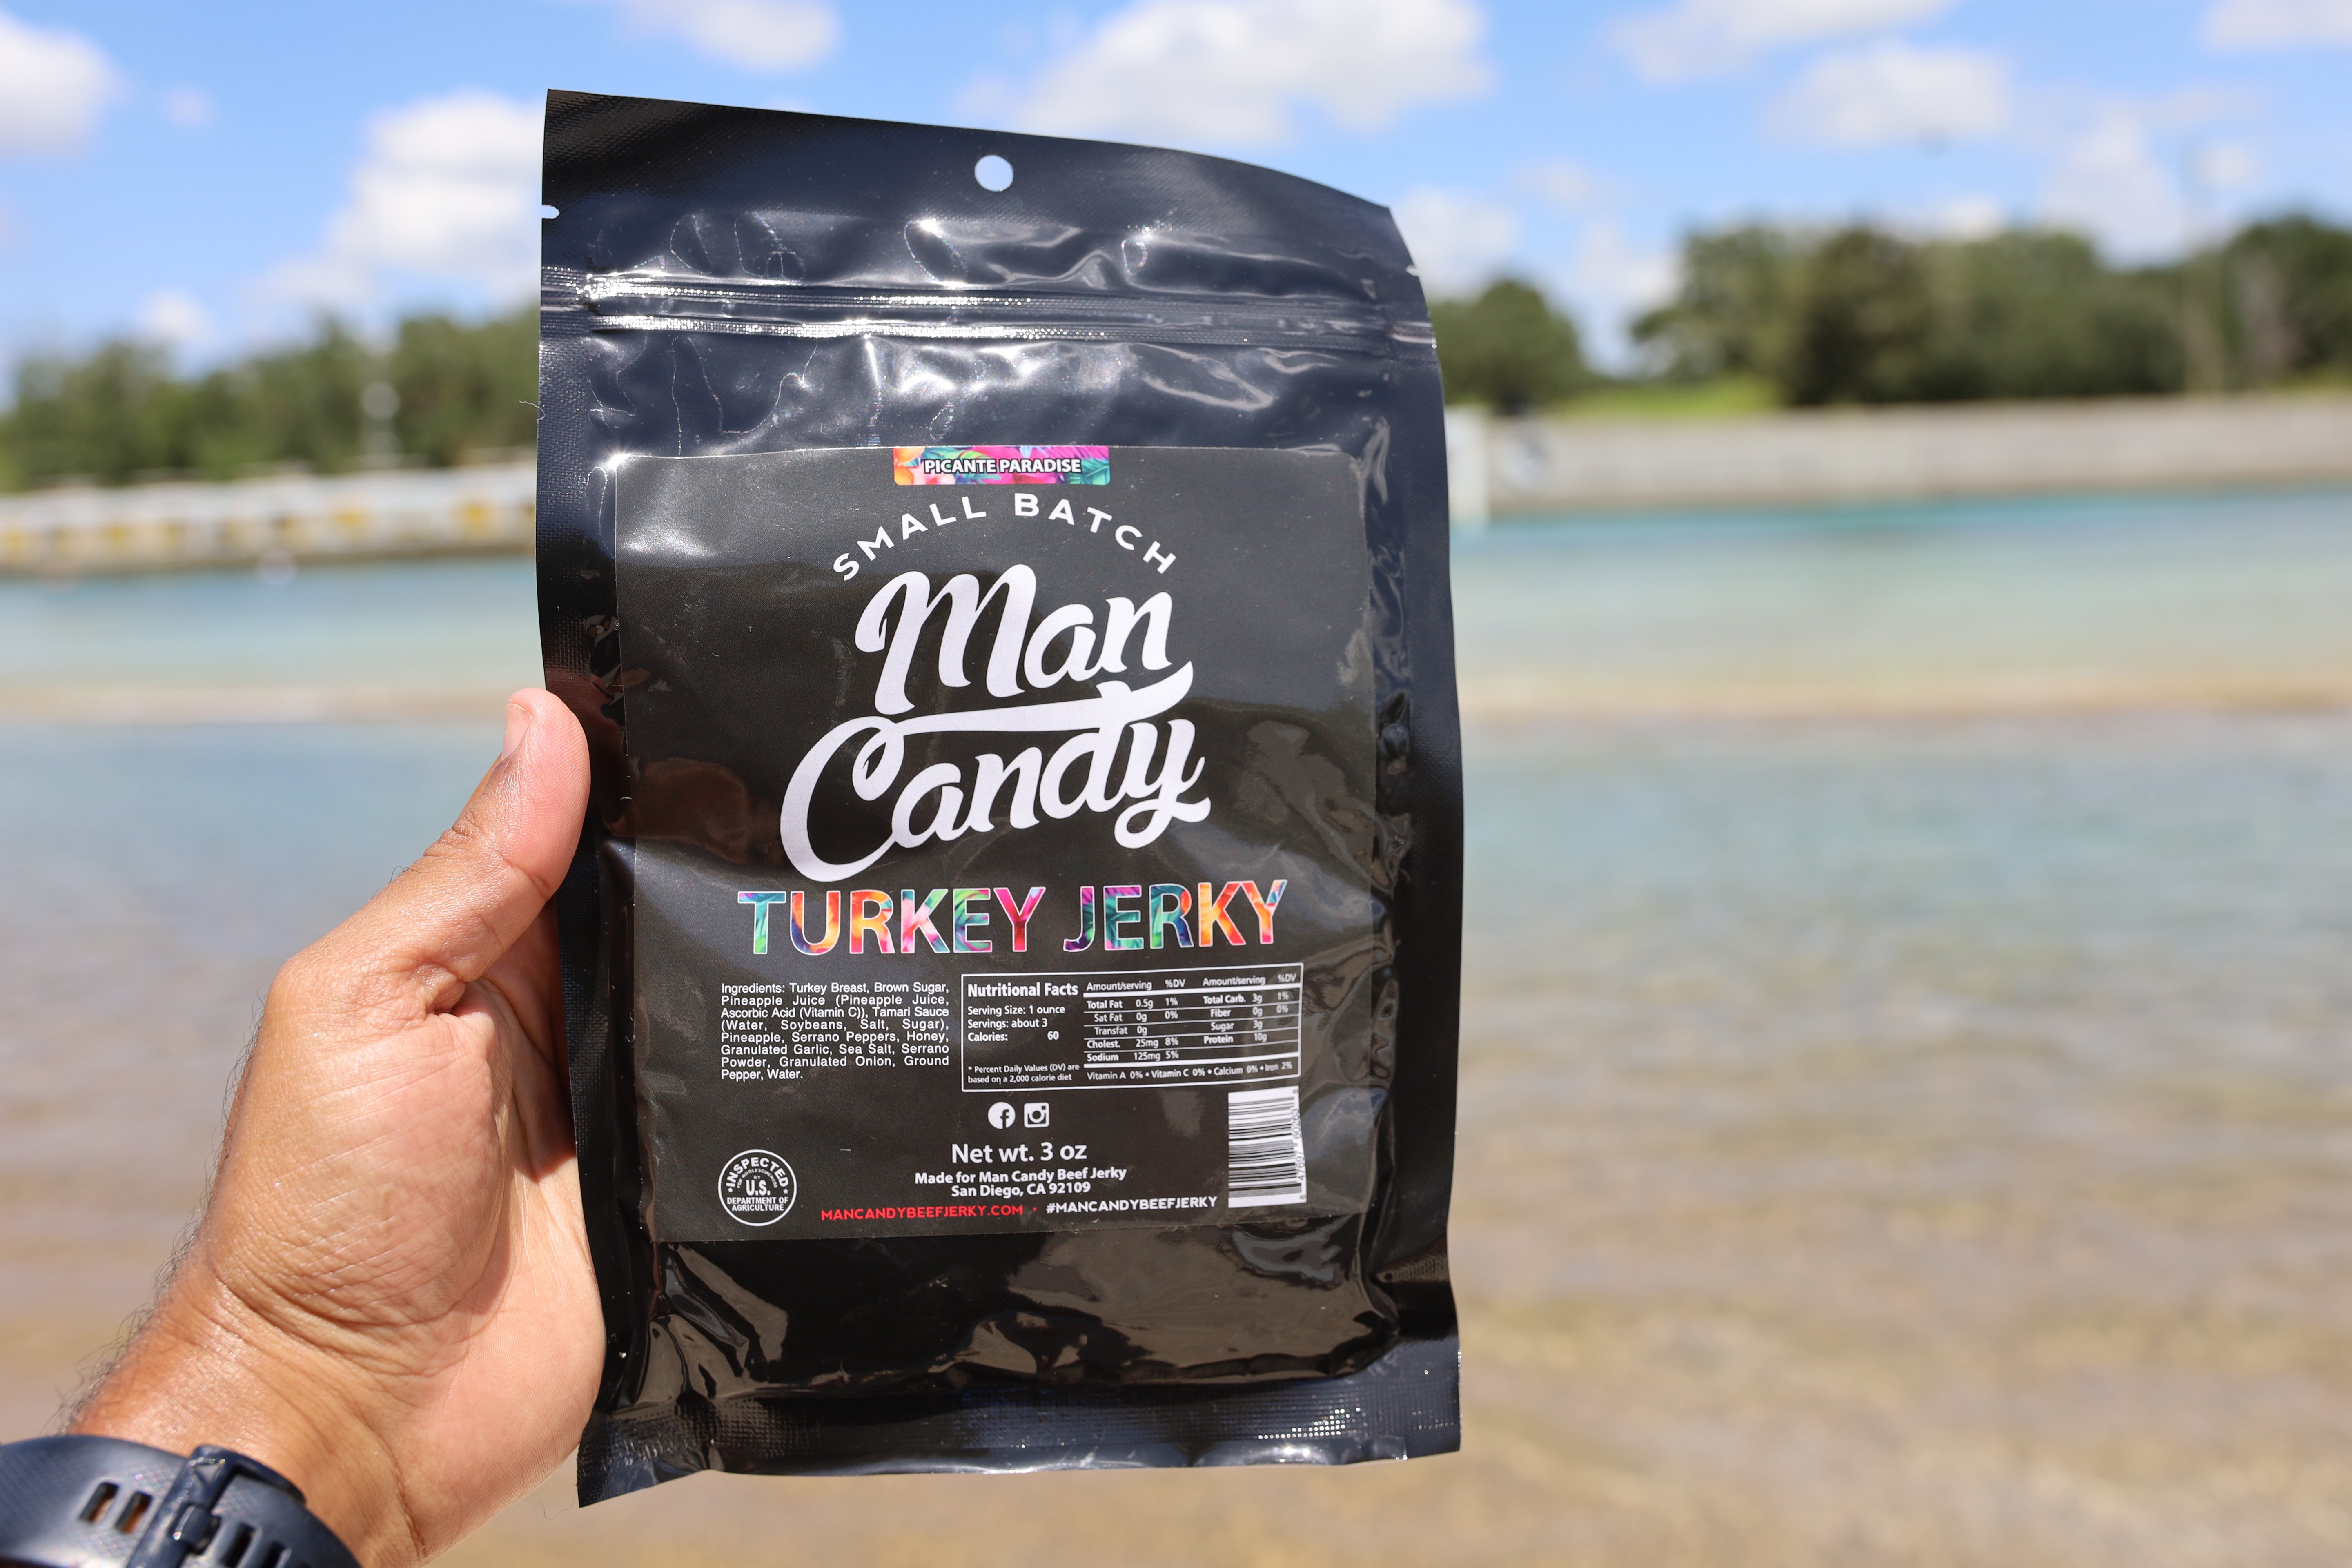 PICANTE PARADISE
SMALL BATCH
Man
Candy
TURKEY JERKY
Ingredients: Turkey Breast, Brown Sugar,
Pineapple Juice (Pineapple Juice,
Ascorbic Acid (Vitamin C)), Tamari Sauce
(Water, Soybeans, Salt, Sugar),
Pineapple, Serrano Peppers, Honey,
Granulated Garlic, Sea Salt, Serrano
Powder, Granulated Onion, Ground
Pepper, Water.
Nutritional Facts
Serving Size: 1 ounce
Servings: about 3
Calories: 60
* Percent Daily Values (DV) are
based on a 2,000 calorie diet
Amount/serving %DV Amount/serving %DV
Total Fat 0.5g 1% Total Carb. 3g 1%
Sat Fat 0g 0% Fiber 0g 0%
Transfat 0g Sugar 3g
Cholest. 25mg 8% Protein 10g
Sodium 125mg 5%
Vitamin A 0% • Vitamin C 0% • Calcium 0% • Iron 2%
Net wt. 3 oz
Made for Man Candy Beef Jerky
San Diego, CA 92109
MANCANDYBEEFJERKY.COM · #MANCANDYBEEFJERKY
INSPECTED
U.S.
DEPARTMENT OF
AGRICULTURE